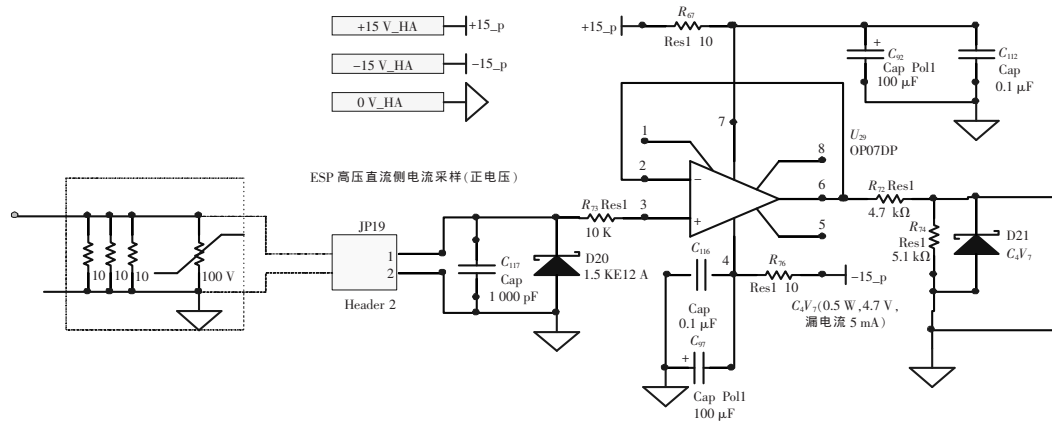 +15 V_HA
+15_p
−15 V_HA
−15_p
0 V_HA
+15_p
R67
Res1 10
+
C92
Cap Pol1
100 μF
C112
Cap
0.1 μF
1
2
3
7
8
6
5
4
−
+
U29
OP07DP
ESP 高压直流侧电流采样(正电压)
10
10
10
100 V
JP19
1
2
Header 2
C117
Cap
1 000 pF
D20
1.5 KE12 A
R73 Res1
10 K
C116
Cap
0.1 μF
R76
Res1 10
−15_p
+
C97
Cap Pol1
100 μF
R72 Res1
4.7 kΩ
R74
Res1
5.1 kΩ
D21
C4V7
C4V7(0.5 W,4.7 V,
漏电流 5 mA)